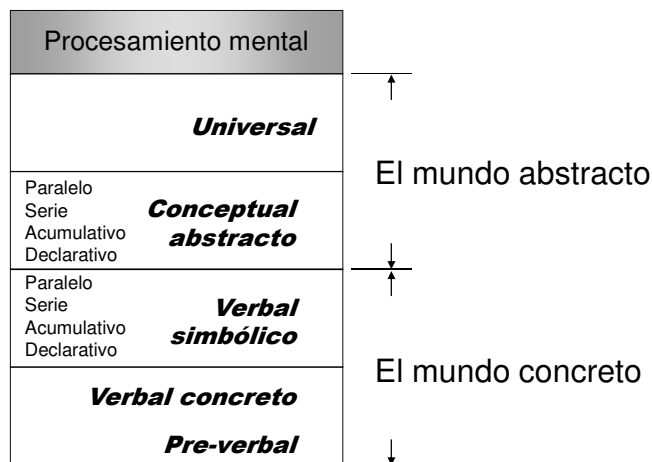 Procesamiento mental
Universal
El mundo abstracto
Paralelo
Serie
Acumulativo
Declarativo
Conceptual
abstracto
Paralelo
Serie
Acumulativo
Declarativo
Verbal
simbólico
El mundo concreto
Verbal concreto
Pre-verbal